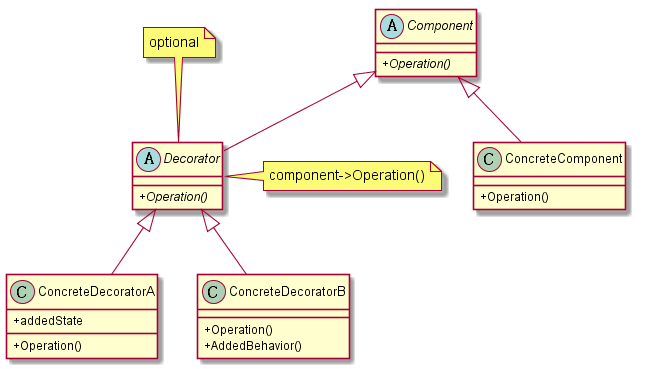 A Component
+Operation()
optional
A Decorator
+Operation()
component->Operation()
C ConcreteComponent
+Operation()
C ConcreteDecoratorA
+addedState
+Operation()
C ConcreteDecoratorB
+Operation()
+AddedBehavior()